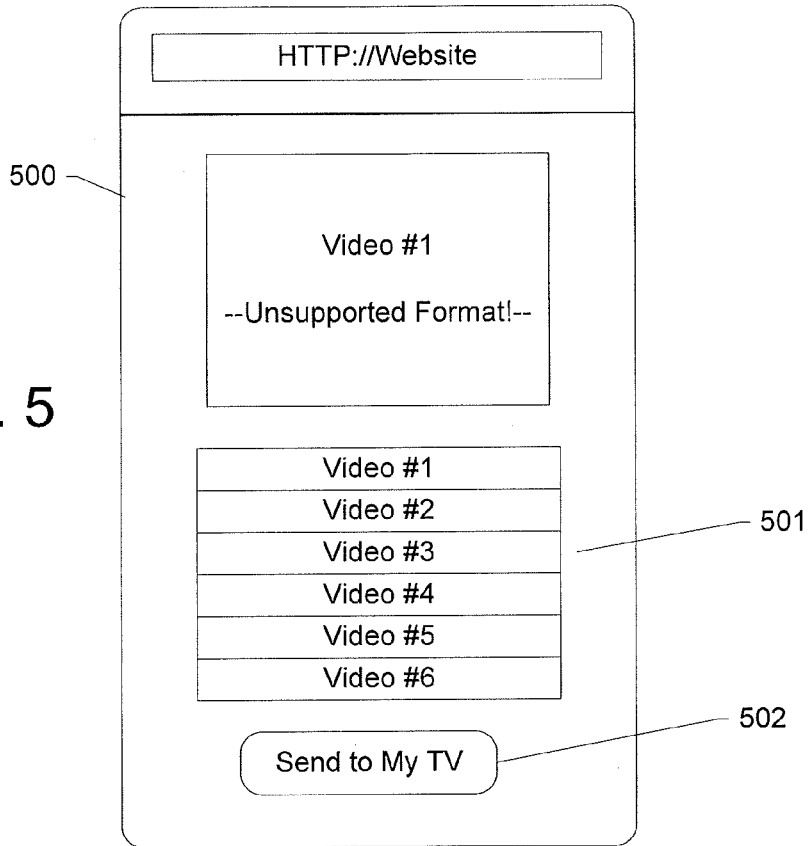 HTTP://Website
500
Video #1
--Unsupported Format!--
. 5
Video #1
Video #2
Video #3
501
Video #4
Video #5
Video #6
502
Send to My TV